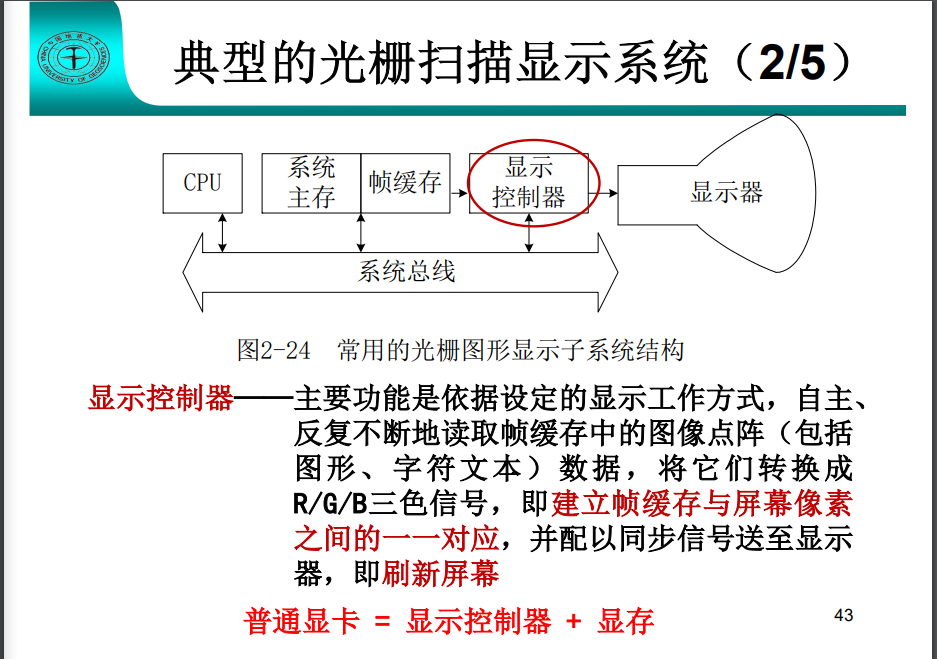 典型的光栅扫描显示系统（2/5）
CPU
系统
主存
帧缓存
显示
控制器
显示器
系统总线
图2-24 常用的光栅图形显示子系统结构
显示控制器——主要功能是依据设定的显示工作方式，自主、
反复不断地读取帧缓存中的图像点阵（包括
图形、字符文本）数据，将它们转换成
R/G/B三色信号，即建立帧缓存与屏幕像素
之间的一一对应，并配以同步信号送至显示
器，即刷新屏幕
普通显卡 = 显示控制器 + 显存
43